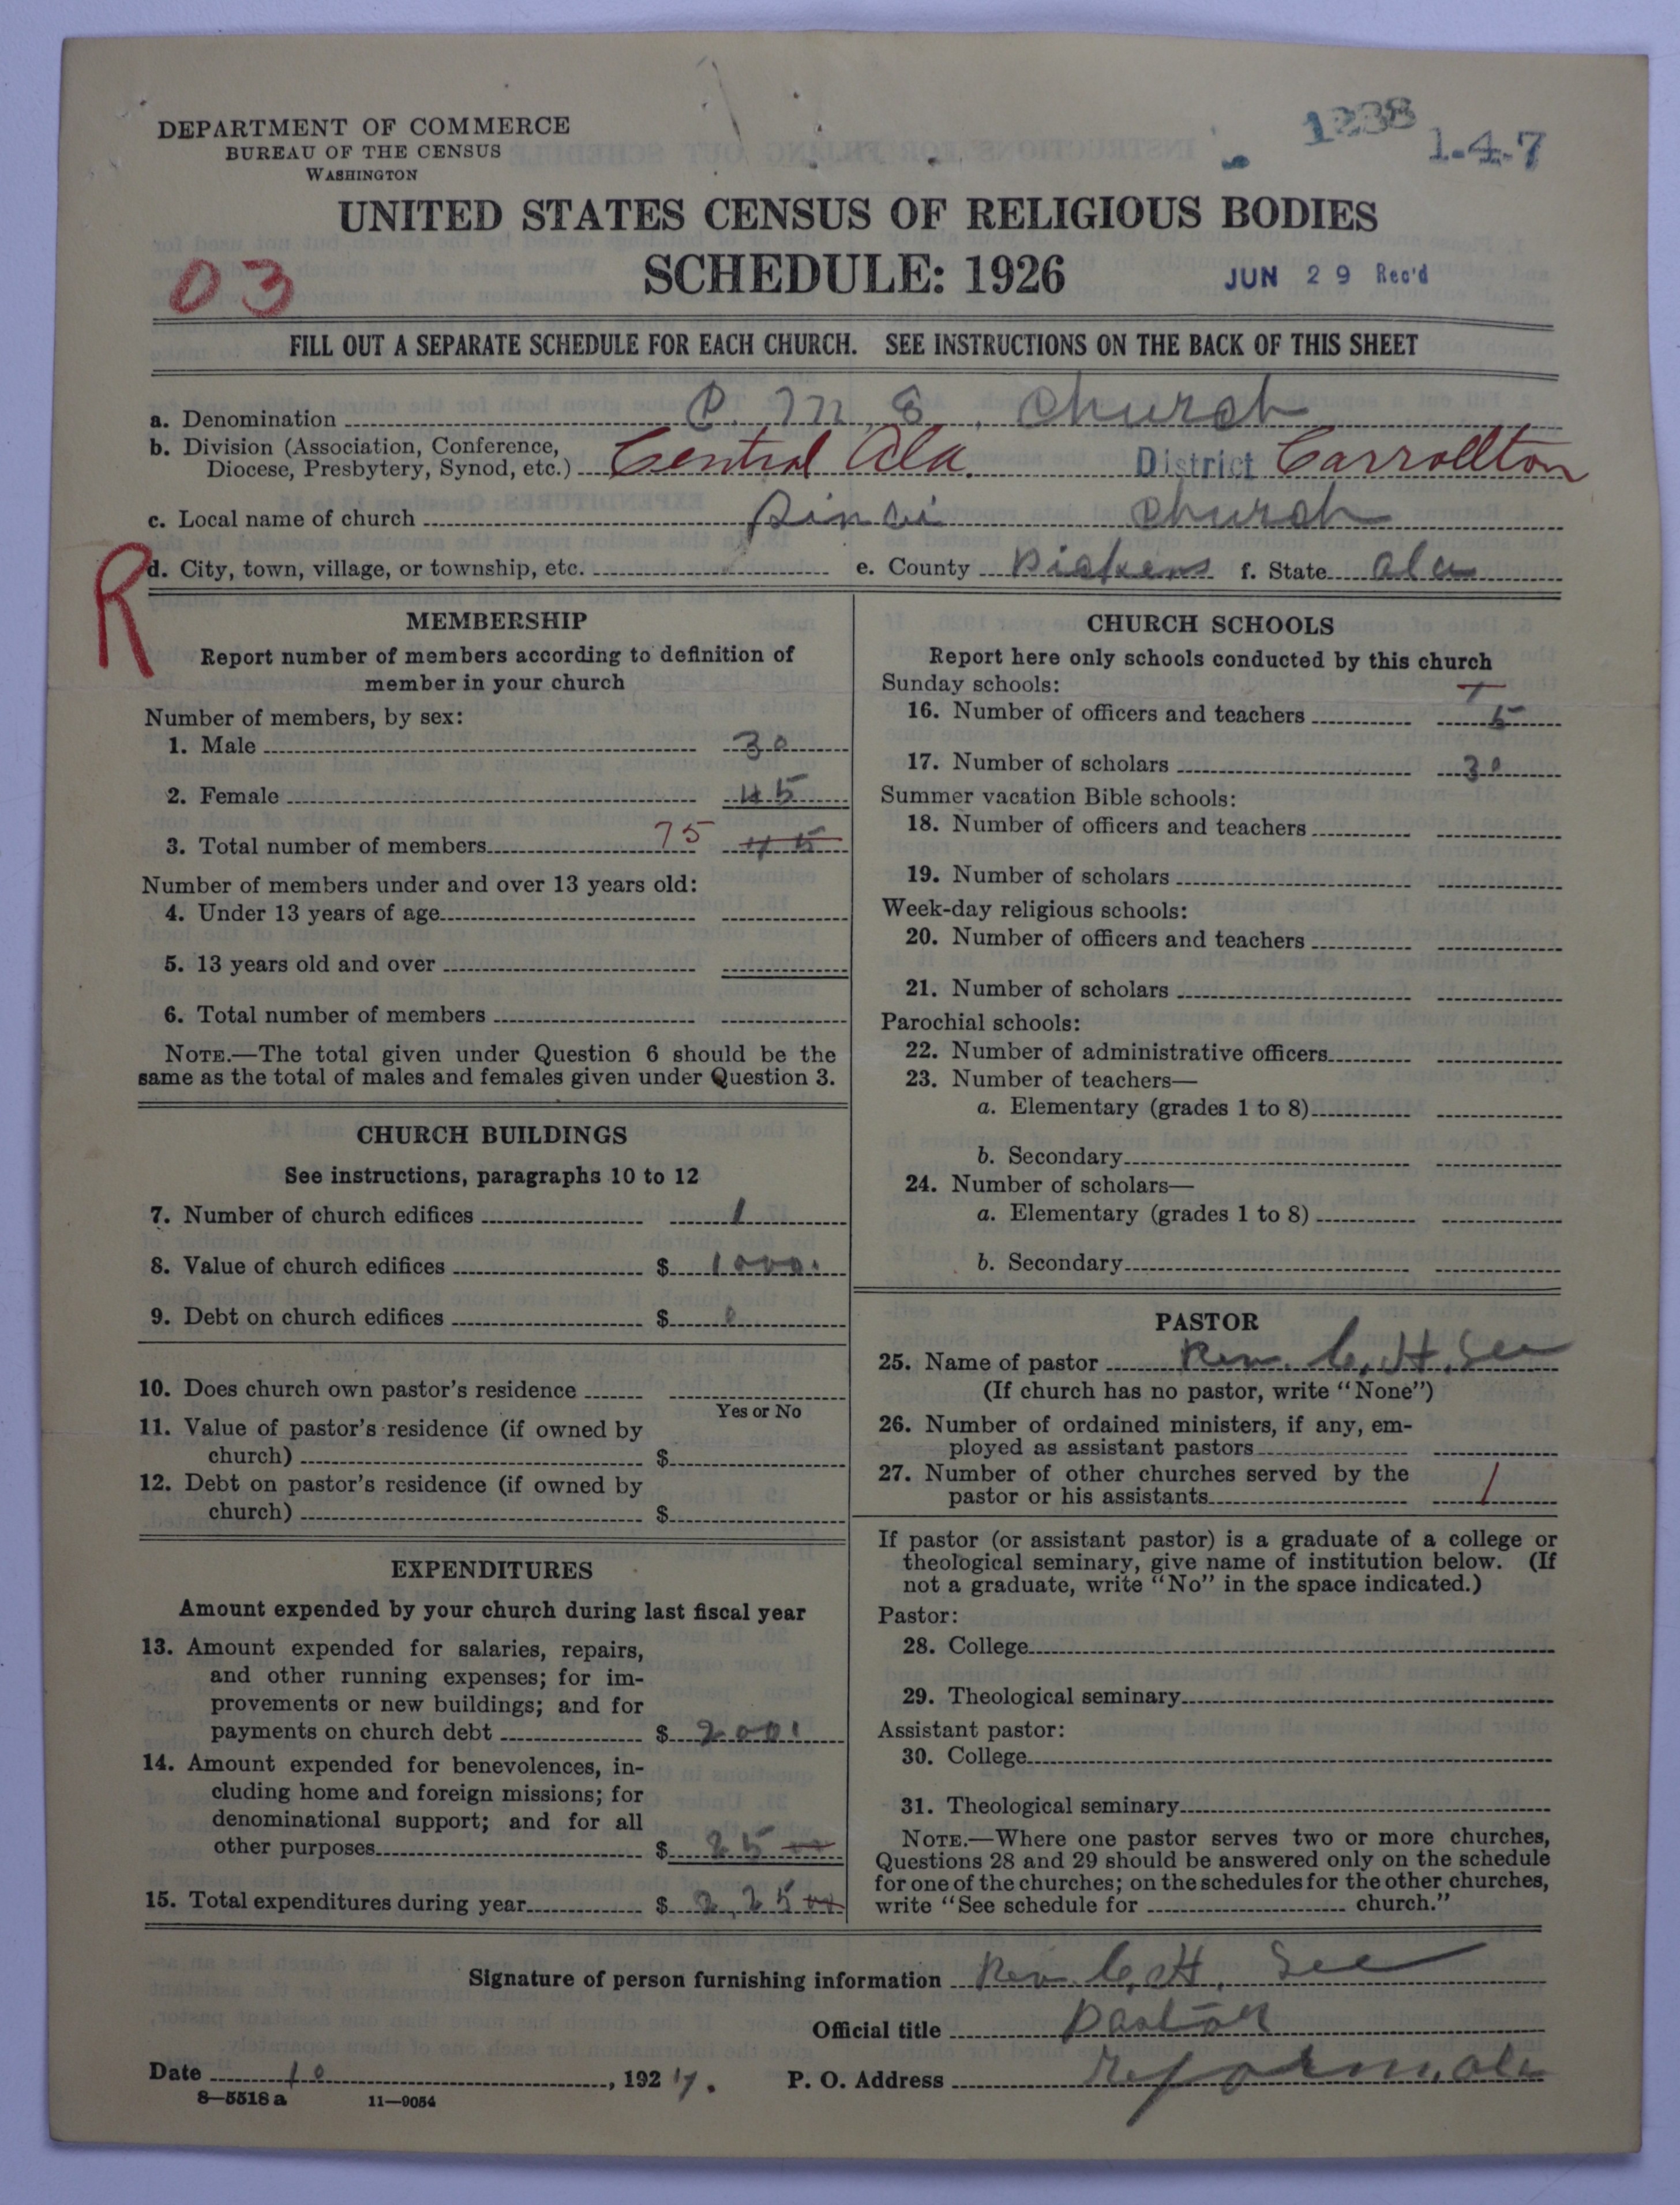 DEPARTMENT OF COMMERCE
BUREAU OF THE CENSUS
WASHINGTON
1238
1-4-7
UNITED STATES CENSUS OF RELIGIOUS BODIES
SCHEDULE: 1926
JUN 29 Rec'd
03
FILL OUT A SEPARATE SCHEDULE FOR EACH CHURCH. SEE INSTRUCTIONS ON THE BACK OF THIS SHEET
a. Denomination C. M. E. Church
b. Division (Association, Conference,
Diocese, Presbytery, Synod, etc.) Central Ala. District Carrollton
c. Local name of church Church
R
d. City, town, village, or township, etc. e. County Pickens f. State Ala
MEMBERSHIP
Report number of members according to definition of
member in your church
Number of members, by sex:
1. Male 30
2. Female 45
3. Total number of members 75 45
Number of members under and over 13 years old:
4. Under 13 years of age
5. 13 years old and over
6. Total number of members
NOTE.—The total given under Question 6 should be the
same as the total of males and females given under Question 3.
CHURCH BUILDINGS
See instructions, paragraphs 10 to 12
7. Number of church edifices 1
8. Value of church edifices $ 1000.
9. Debt on church edifices $ 0
10. Does church own pastor's residence
Yes or No
11. Value of pastor's residence (if owned by
church) $
12. Debt on pastor's residence (if owned by
church) $
EXPENDITURES
Amount expended by your church during last fiscal year
13. Amount expended for salaries, repairs,
and other running expenses; for im-
provements or new buildings; and for
payments on church debt $ 200.
14. Amount expended for benevolences, in-
cluding home and foreign missions; for
denominational support; and for all
other purposes $ 25 00
15. Total expenditures during year $ 225 00
CHURCH SCHOOLS
Report here only schools conducted by this church
Sunday schools:
16. Number of officers and teachers 5
17. Number of scholars 30
Summer vacation Bible schools:
18. Number of officers and teachers
19. Number of scholars
Week-day religious schools:
20. Number of officers and teachers
21. Number of scholars
Parochial schools:
22. Number of administrative officers
23. Number of teachers—
a. Elementary (grades 1 to 8)
b. Secondary
24. Number of scholars—
a. Elementary (grades 1 to 8)
b. Secondary
PASTOR
25. Name of pastor Rev. C. H. See
(If church has no pastor, write "None")
26. Number of ordained ministers, if any, em-
ployed as assistant pastors
27. Number of other churches served by the
pastor or his assistants 1
If pastor (or assistant pastor) is a graduate of a college or
theological seminary, give name of institution below. (If
not a graduate, write "No" in the space indicated.)
Pastor:
28. College
29. Theological seminary
Assistant pastor:
30. College
31. Theological seminary
NOTE.—Where one pastor serves two or more churches,
Questions 28 and 29 should be answered only on the schedule
for one of the churches; on the schedules for the other churches,
write "See schedule for church."
Signature of person furnishing information Rev. C. H. See
Official title Pastor
Date 10, 1927. P. O. Address Reform, Ala
8—5518 a 11—9054